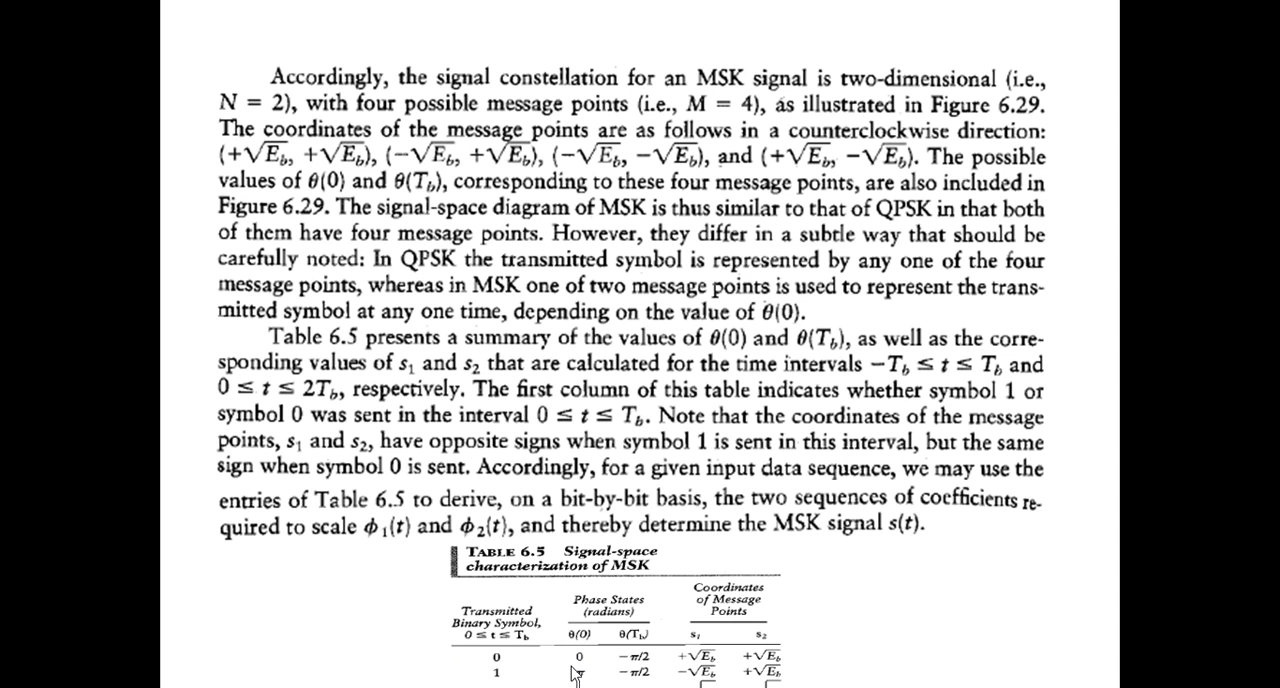 Accordingly, the signal constellation for an MSK signal is two-dimensional (i.e.,
N = 2), with four possible message points (i.e., M = 4), as illustrated in Figure 6.29.
The coordinates of the message points are as follows in a counterclockwise direction:
(+√E_b, +√E_b), (−√E_b, +√E_b), (−√E_b, −√E_b), and (+√E_b, −√E_b). The possible
values of θ(0) and θ(T_b), corresponding to these four message points, are also included in
Figure 6.29. The signal-space diagram of MSK is thus similar to that of QPSK in that both
of them have four message points. However, they differ in a subtle way that should be
carefully noted: In QPSK the transmitted symbol is represented by any one of the four
message points, whereas in MSK one of two message points is used to represent the trans-
mitted symbol at any one time, depending on the value of θ(0).
Table 6.5 presents a summary of the values of θ(0) and θ(T_b), as well as the corre-
sponding values of s₁ and s₂ that are calculated for the time intervals −T_b ≤ t ≤ T_b and
0 ≤ t ≤ 2T_b, respectively. The first column of this table indicates whether symbol 1 or
symbol 0 was sent in the interval 0 ≤ t ≤ T_b. Note that the coordinates of the message
points, s₁ and s₂, have opposite signs when symbol 1 is sent in this interval, but the same
sign when symbol 0 is sent. Accordingly, for a given input data sequence, we may use the
entries of Table 6.5 to derive, on a bit-by-bit basis, the two sequences of coefficients re-
quired to scale ϕ₁(t) and ϕ₂(t), and thereby determine the MSK signal s(t).
TABLE 6.5 Signal-space
characterization of MSK
Transmitted
Binary Symbol,
0 ≤ t ≤ T_b
Phase States
(radians)
Coordinates
of Message
Points
θ(0) θ(T_b) s₁ s₂
0 0 −π/2 +√E_b +√E_b
1 π −π/2 −√E_b +√E_b